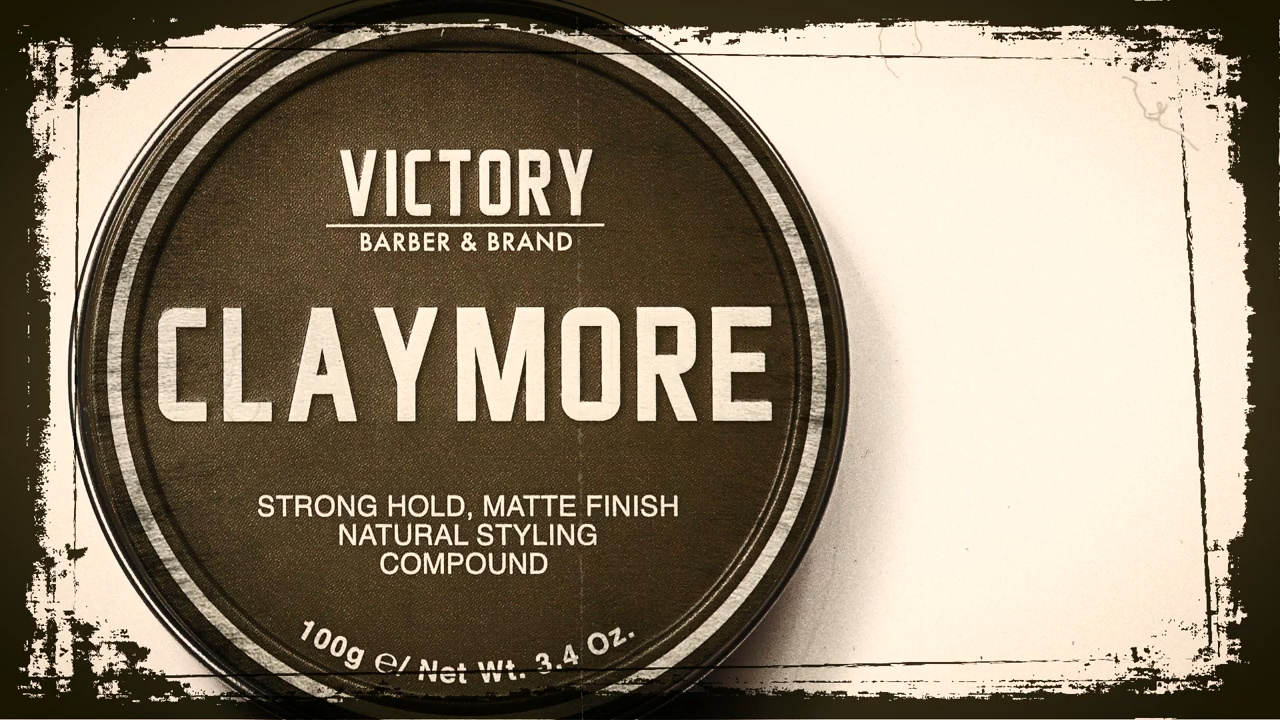 VICTORY
BARBER & BRAND
CLAYMORE
STRONG HOLD, MATTE FINISH
NATURAL STYLING
COMPOUND
100g ℮/ Net Wt. 3.4 Oz.